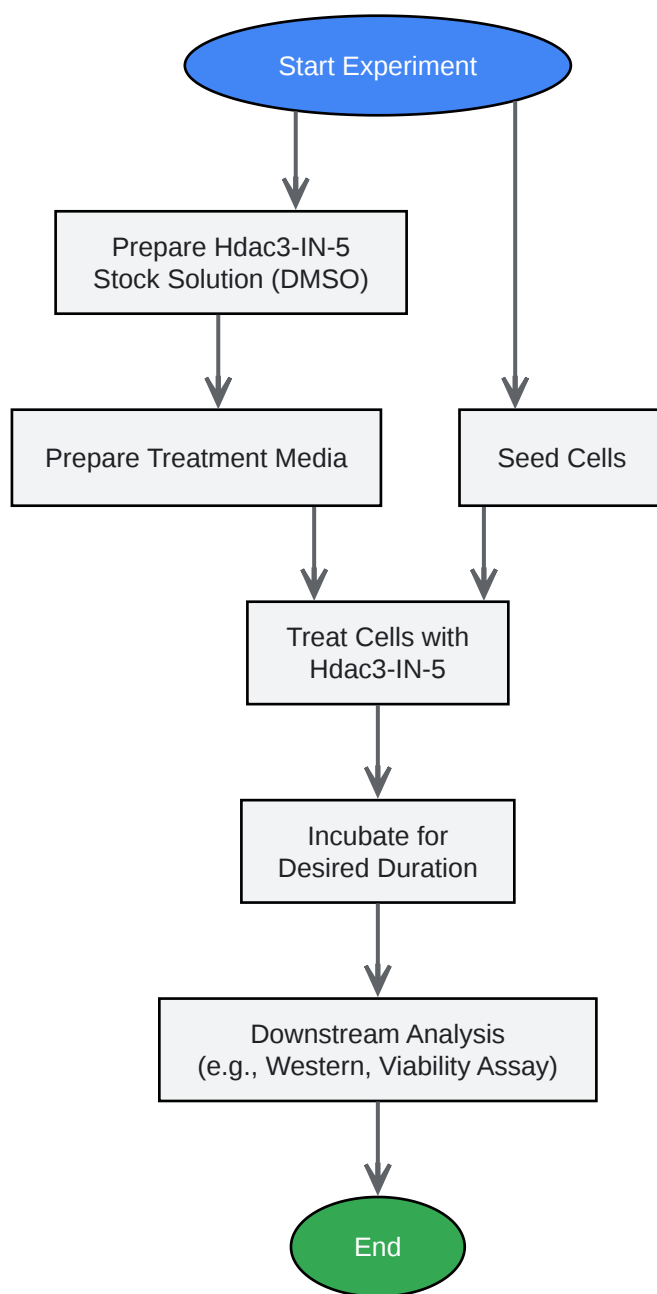 Start Experiment
Prepare Hdac3-IN-5
Stock Solution (DMSO)
Prepare Treatment Media
Seed Cells
Treat Cells with
Hdac3-IN-5
Incubate for
Desired Duration
Downstream Analysis
(e.g., Western, Viability Assay)
End